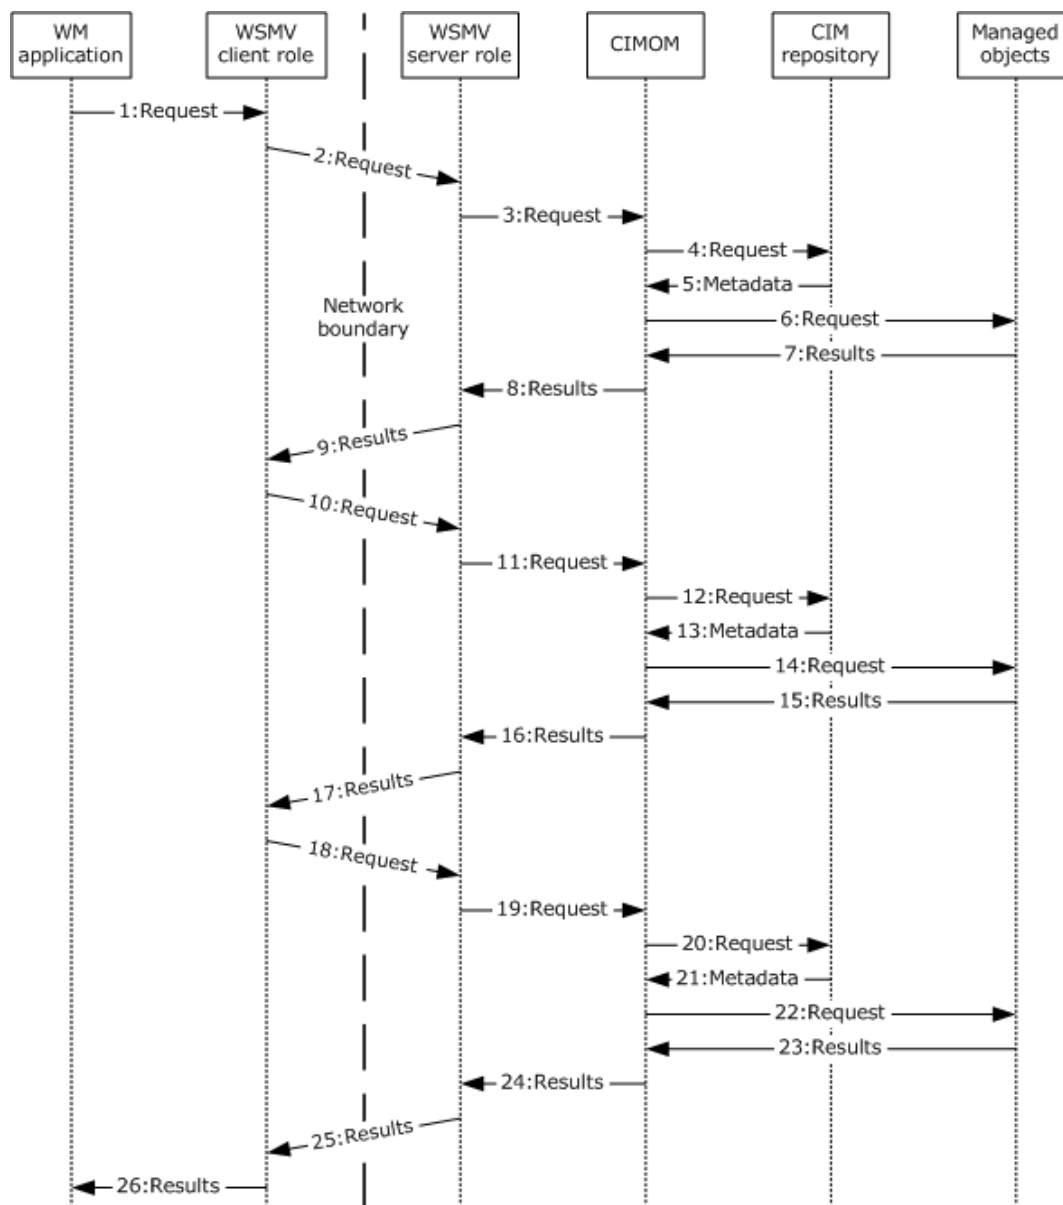 WM
application
WSMV
client role
WSMV
server role
CIMOM
CIM
repository
Managed
objects
1:Request
2:Request
3:Request
4:Request
5:Metadata
Network
boundary
6:Request
7:Results
8:Results
9:Results
10:Request
11:Request
12:Request
13:Metadata
14:Request
15:Results
16:Results
17:Results
18:Request
19:Request
20:Request
21:Metadata
22:Request
23:Results
24:Results
25:Results
26:Results